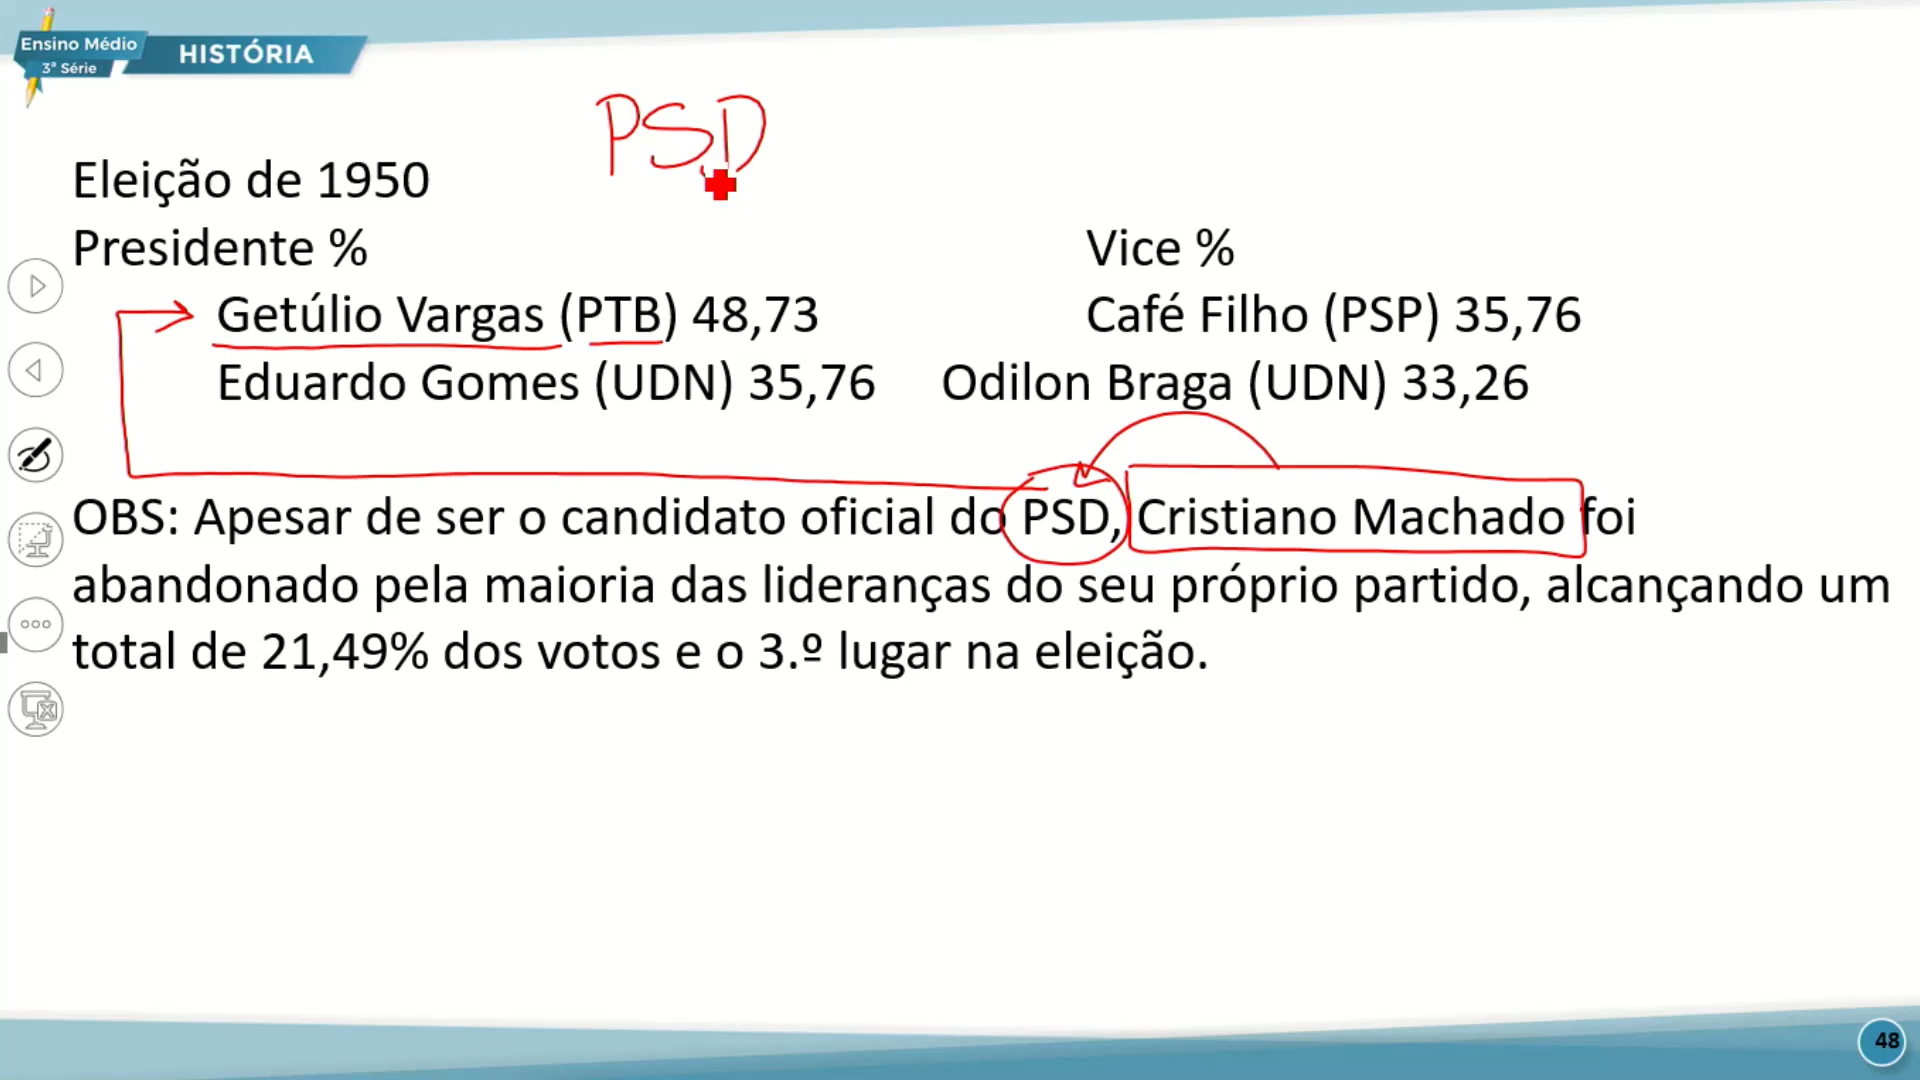 Ensino Médio
3ª Série
HISTÓRIA
PSD
Eleição de 1950
Presidente % Vice %
Getúlio Vargas (PTB) 48,73 Café Filho (PSP) 35,76
Eduardo Gomes (UDN) 35,76 Odilon Braga (UDN) 33,26
OBS: Apesar de ser o candidato oficial do PSD, Cristiano Machado foi
abandonado pela maioria das lideranças do seu próprio partido, alcançando um
total de 21,49% dos votos e o 3.º lugar na eleição.
48